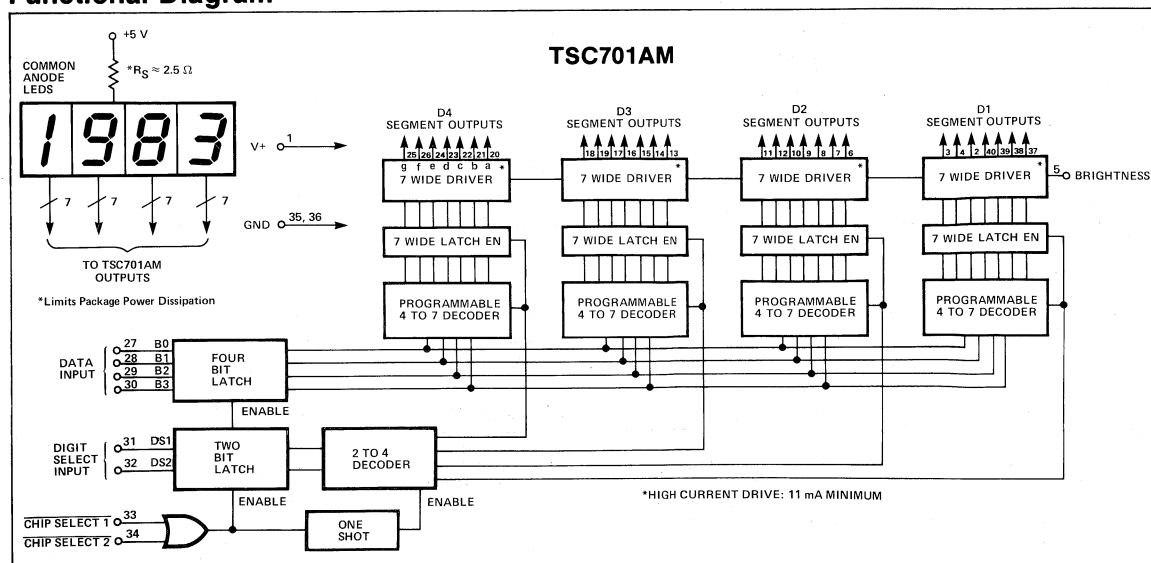 Functional Diagram
TSC701AM
+5 V
*RS ≈ 2.5 Ω
COMMON
ANODE
LEDS
1983
7 7 7 7
TO TSC701AM
OUTPUTS
*Limits Package Power Dissipation
V+ 1
GND 35, 36
D4
SEGMENT OUTPUTS
25 26 24 23 22 21 20
g f e d c b a *
7 WIDE DRIVER
7 WIDE LATCH EN
PROGRAMMABLE
4 TO 7 DECODER
D3
SEGMENT OUTPUTS
18 19 17 16 15 14 13
*
7 WIDE DRIVER
7 WIDE LATCH EN
PROGRAMMABLE
4 TO 7 DECODER
D2
SEGMENT OUTPUTS
11 12 10 9 8 7 6
*
7 WIDE DRIVER
7 WIDE LATCH EN
PROGRAMMABLE
4 TO 7 DECODER
D1
SEGMENT OUTPUTS
3 4 2 40 39 38 37
*
7 WIDE DRIVER
5 BRIGHTNESS
7 WIDE LATCH EN
PROGRAMMABLE
4 TO 7 DECODER
DATA
INPUT
27 B0
28 B1
29 B2
30 B3
FOUR
BIT
LATCH
ENABLE
DIGIT
SELECT
INPUT
31 DS1
32 DS2
TWO
BIT
LATCH
ENABLE
2 TO 4
DECODER
ENABLE
CHIP SELECT 1 33
CHIP SELECT 2 34
ONE
SHOT
*HIGH CURRENT DRIVE: 11 mA MINIMUM